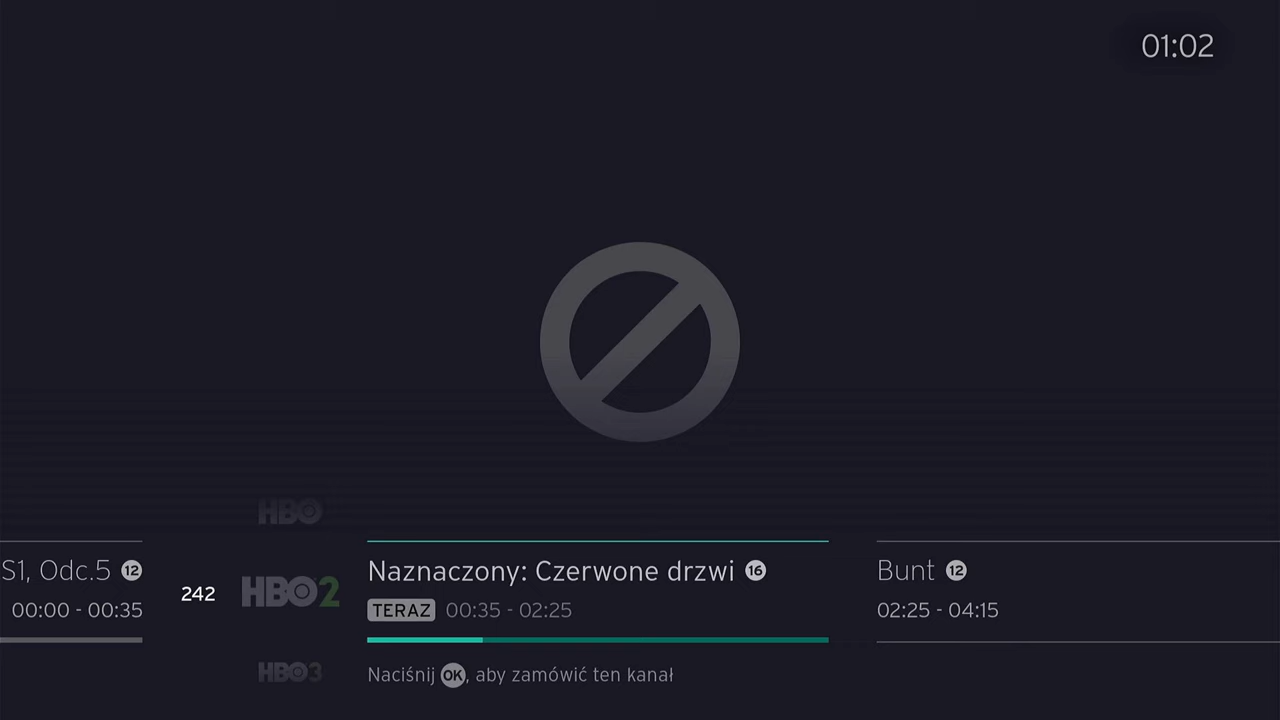 01:02
HBO
S1, Odc.5 12
00:00 - 00:35
242
HBO2
Naznaczony: Czerwone drzwi 16
TERAZ 00:35 - 02:25
Bunt 12
02:25 - 04:15
HBO3
Naciśnij OK, aby zamówić ten kanał